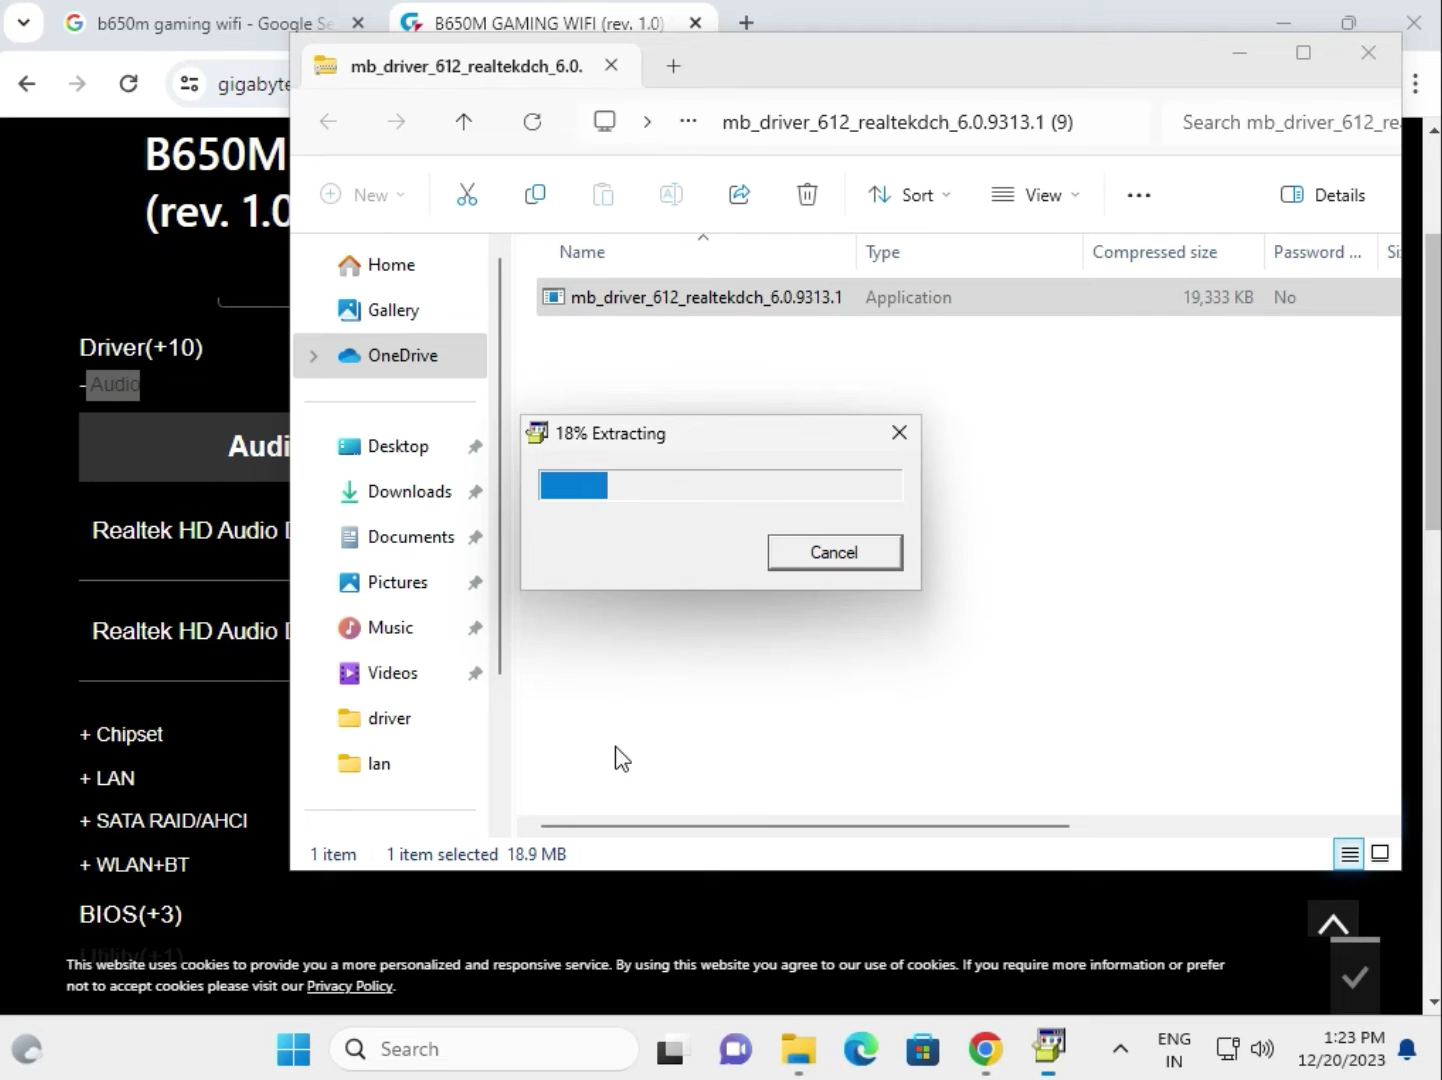 b650m gaming wifi - Google Se
B650M GAMING WIFI (rev. 1.0)
gigabyte
mb_driver_612_realtekdch_6.0.
mb_driver_612_realtekdch_6.0.9313.1 (9)
Search mb_driver_612_re
New
Sort
View
Details
Name
Type
Compressed size
Password ...
Si
mb_driver_612_realtekdch_6.0.9313.1
Application
19,333 KB
No
Home
Gallery
OneDrive
Desktop
Downloads
Documents
Pictures
Music
Videos
driver
lan
18% Extracting
Cancel
1 item
1 item selected 18.9 MB
B650M
(rev. 1.0
Driver(+10)
- Audio
Audi
Realtek HD Audio D
Realtek HD Audio D
+ Chipset
+ LAN
+ SATA RAID/AHCI
+ WLAN+BT
BIOS(+3)
Utility(+1)
This website uses cookies to provide you a more personalized and responsive service. By using this website you agree to our use of cookies. If you require more information or prefer
not to accept cookies please visit our Privacy Policy.
Search
ENG
IN
1:23 PM
12/20/2023